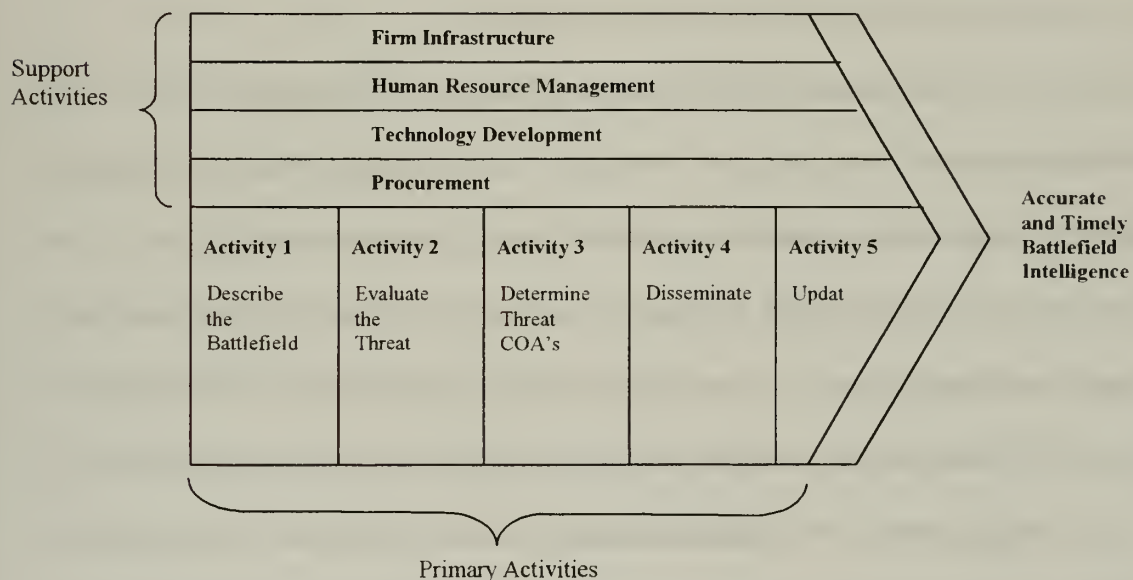 Support
Activities
Firm Infrastructure
Human Resource Management
Technology Development
Procurement
Activity 1
Describe
the
Battlefield
Activity 2
Evaluate
the
Threat
Activity 3
Determine
Threat
COA's
Activity 4
Disseminate
Activity 5
Updat
Accurate
and Timely
Battlefield
Intelligence
Primary Activities